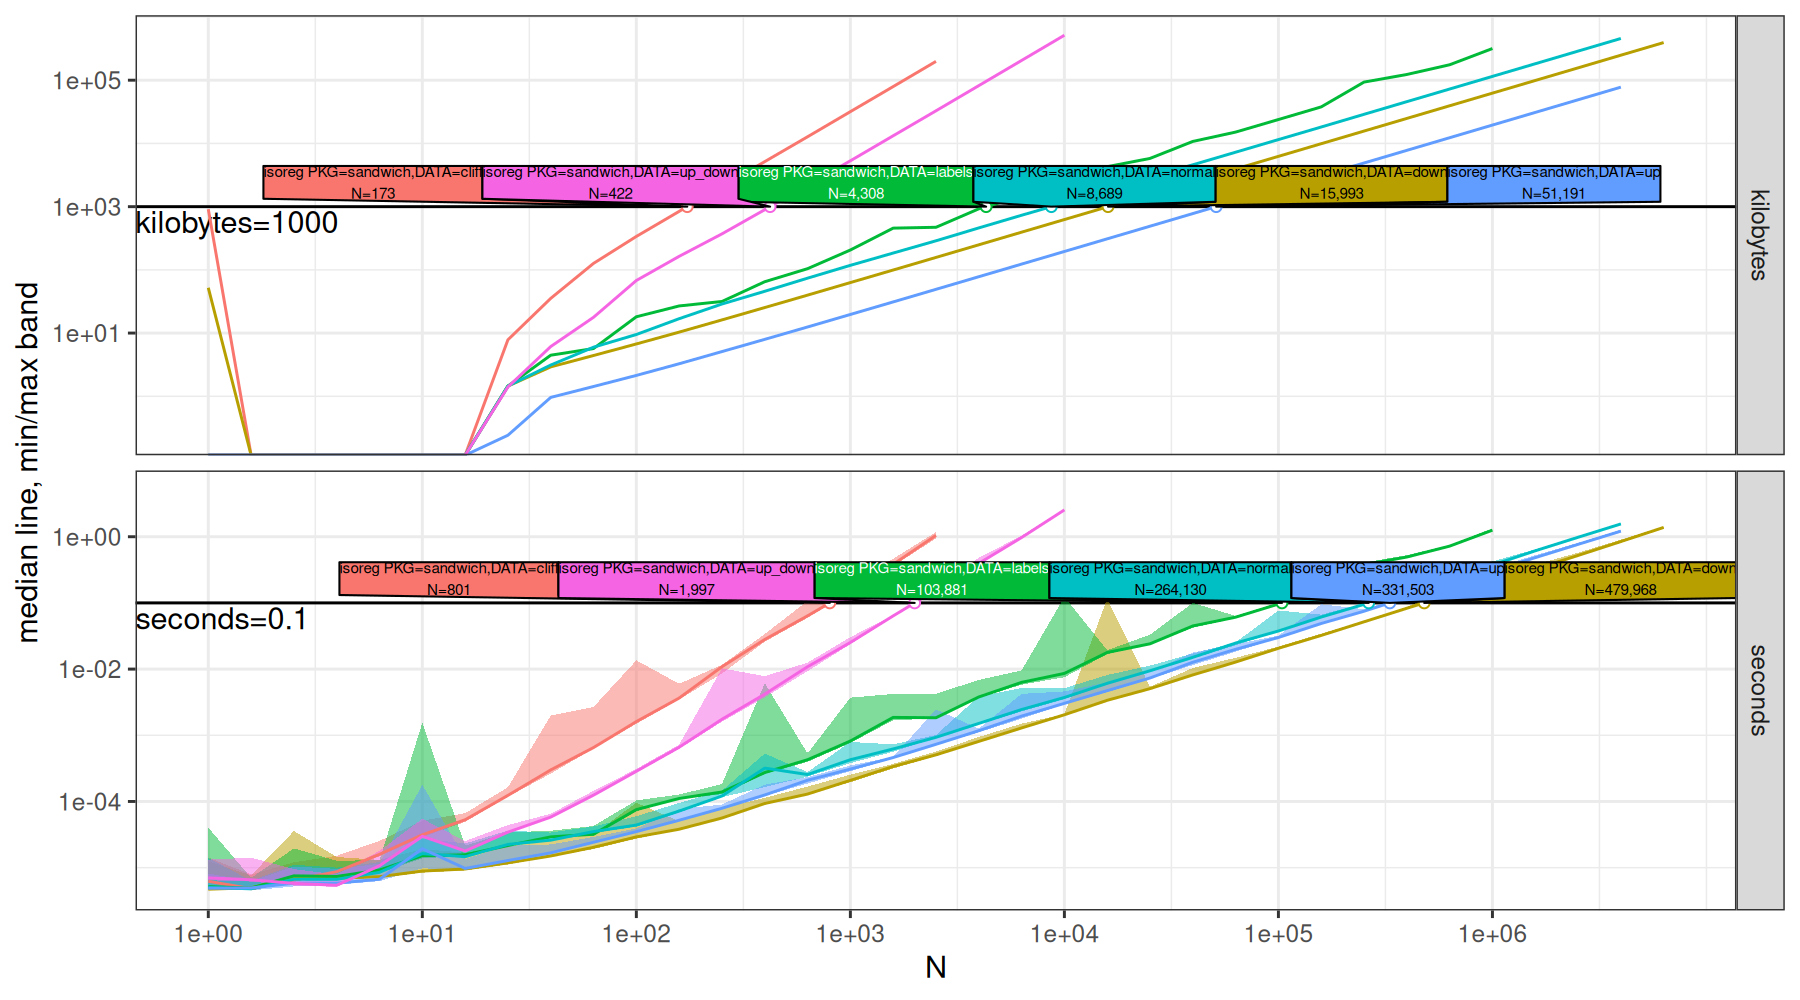 1e+05
1e+03
1e+01
isoreg PKG=sandwich,DATA=cliff
N=173
isoreg PKG=sandwich,DATA=up_down
N=422
isoreg PKG=sandwich,DATA=labels
N=4,308
isoreg PKG=sandwich,DATA=normal
N=8,689
isoreg PKG=sandwich,DATA=down
N=15,993
isoreg PKG=sandwich,DATA=up
N=51,191
kilobytes=1000
kilobytes
median line, min/max band
1e+00
1e-02
1e-04
isoreg PKG=sandwich,DATA=cliff
N=801
isoreg PKG=sandwich,DATA=up_down
N=1,997
isoreg PKG=sandwich,DATA=labels
N=103,881
isoreg PKG=sandwich,DATA=normal
N=264,130
isoreg PKG=sandwich,DATA=up
N=331,503
isoreg PKG=sandwich,DATA=down
N=479,968
seconds=0.1
seconds
1e+00
1e+01
1e+02
1e+03
1e+04
1e+05
1e+06
N